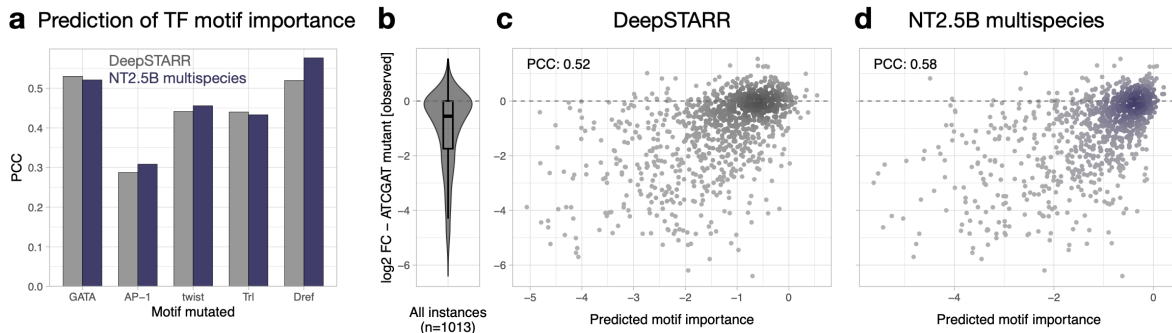 a Prediction of TF motif importance
DeepSTARR
NT2.5B multispecies
PCC
0.5
0.4
0.3
0.2
0.1
0.0
GATA AP−1 twist Trl Dref
Motif mutated
b
log2 FC − ATCGAT mutant [observed]
0
−2
−4
−6
All instances
(n=1013)
c DeepSTARR
PCC: 0.52
0
−2
−4
−6
−5 −4 −3 −2 −1 0
Predicted motif importance
d NT2.5B multispecies
PCC: 0.58
−4 −2 0
Predicted motif importance